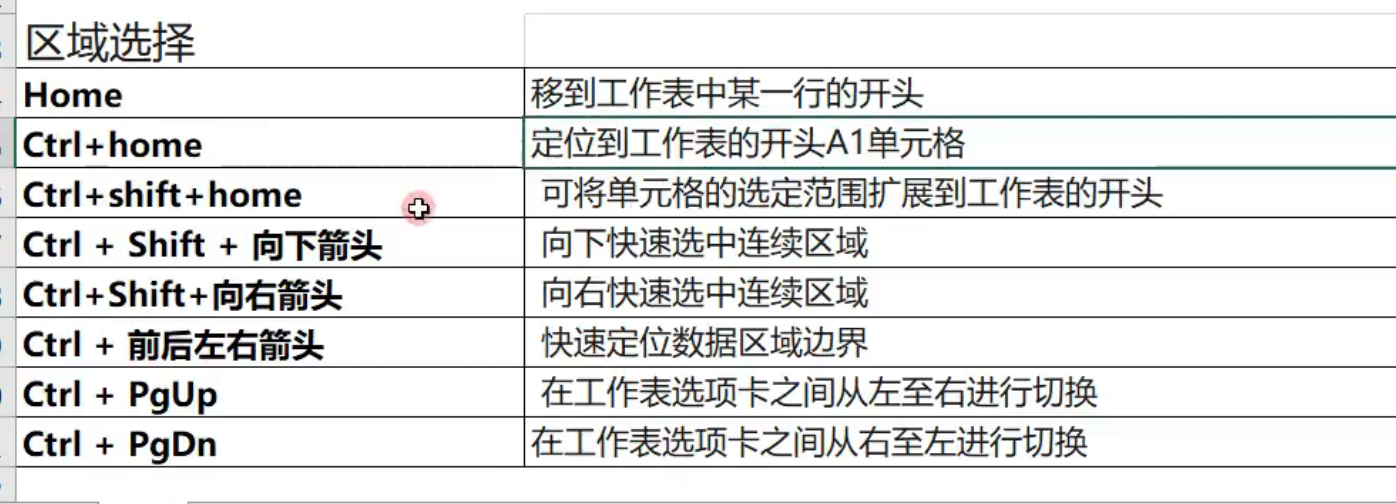 区域选择
Home 移到工作表中某一行的开头
Ctrl+home 定位到工作表的开头A1单元格
Ctrl+shift+home 可将单元格的选定范围扩展到工作表的开头
Ctrl + Shift + 向下箭头 向下快速选中连续区域
Ctrl+Shift+向右箭头 向右快速选中连续区域
Ctrl + 前后左右箭头 快速定位数据区域边界
Ctrl + PgUp 在工作表选项卡之间从左至右进行切换
Ctrl + PgDn 在工作表选项卡之间从右至左进行切换